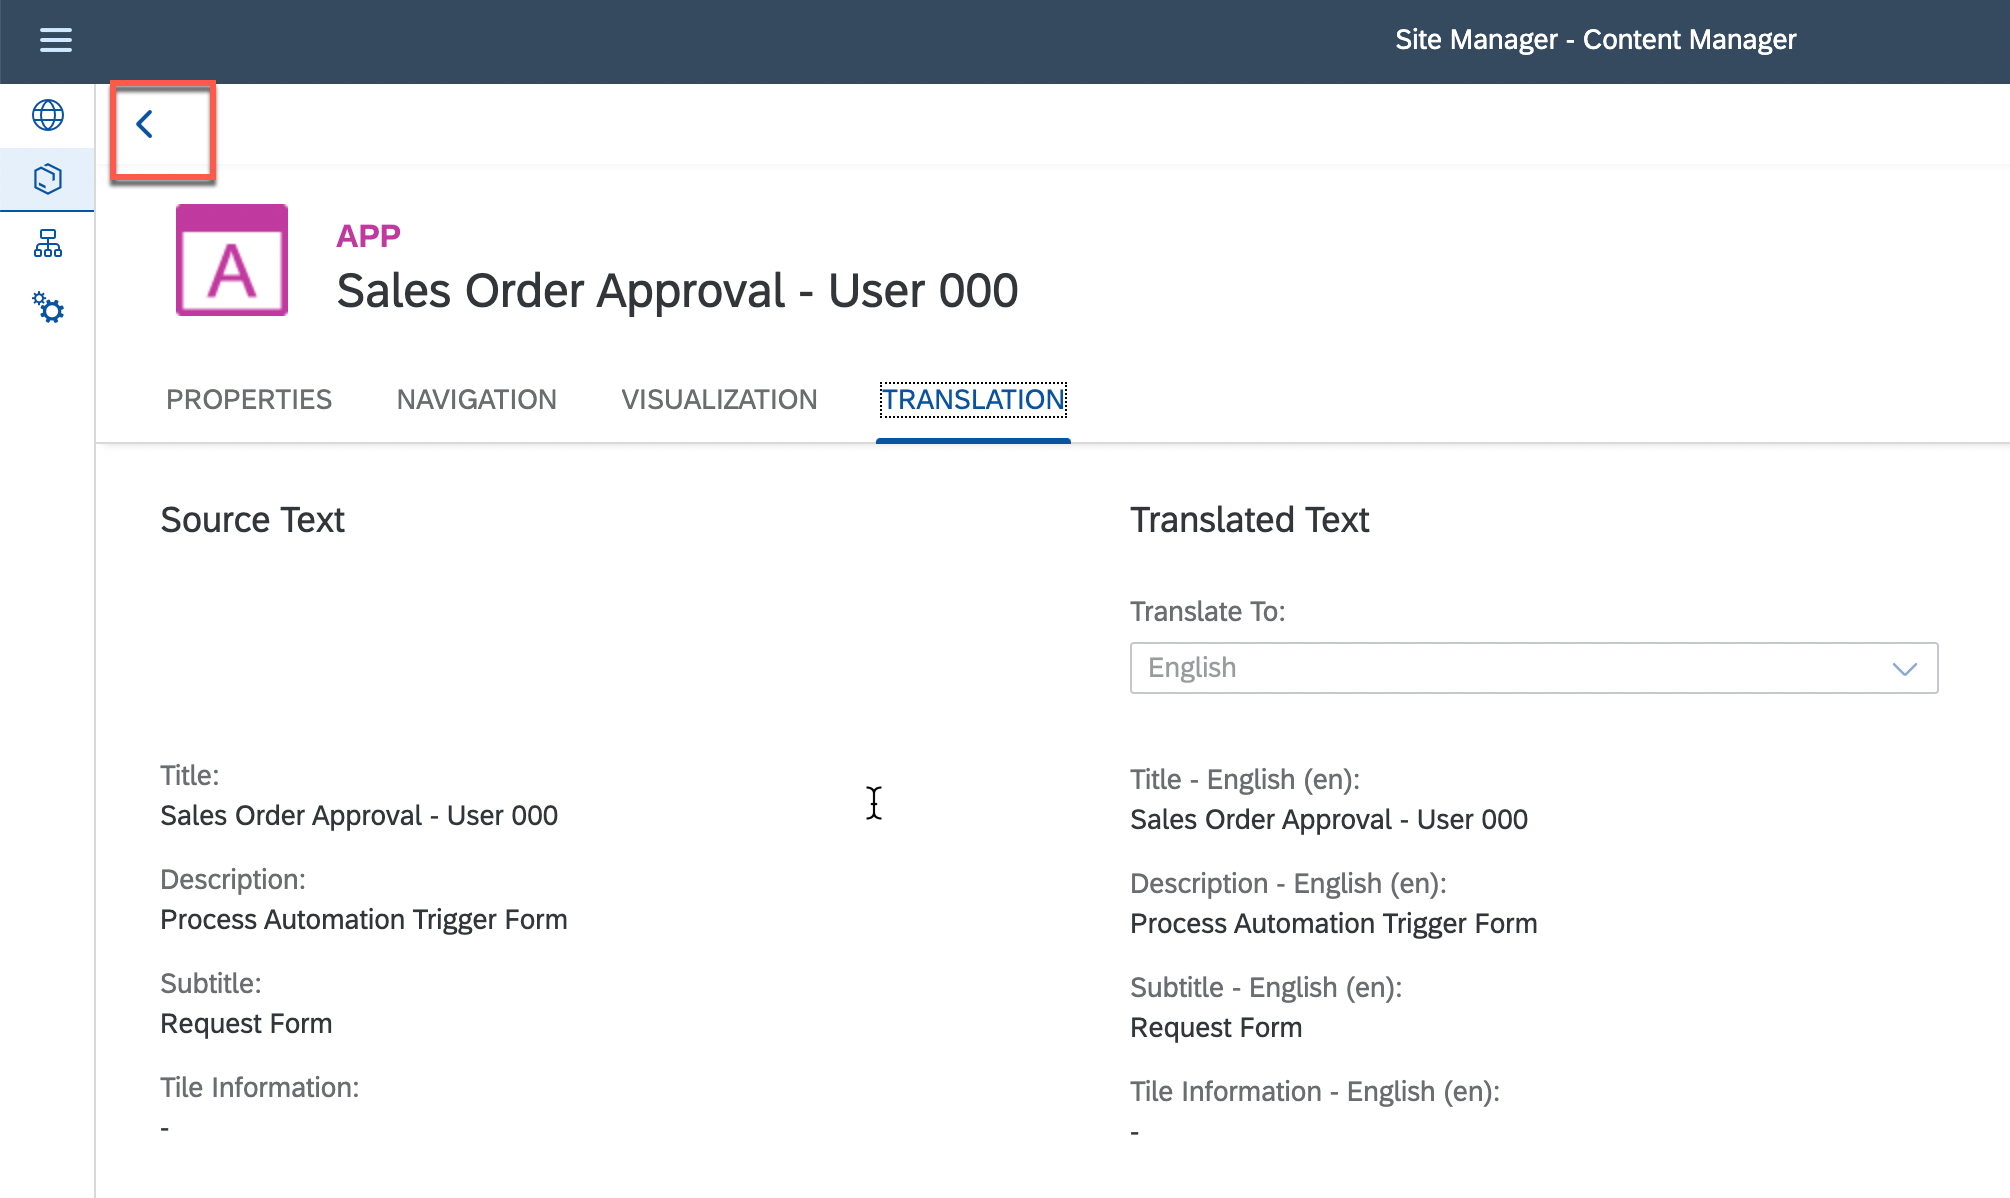 Site Manager - Content Manager
A
APP
Sales Order Approval - User 000
PROPERTIES NAVIGATION VISUALIZATION TRANSLATION
Source Text
Translated Text
Translate To:
English
Title:
Sales Order Approval - User 000
Description:
Process Automation Trigger Form
Subtitle:
Request Form
Tile Information:
-
Title - English (en):
Sales Order Approval - User 000
Description - English (en):
Process Automation Trigger Form
Subtitle - English (en):
Request Form
Tile Information - English (en):
-